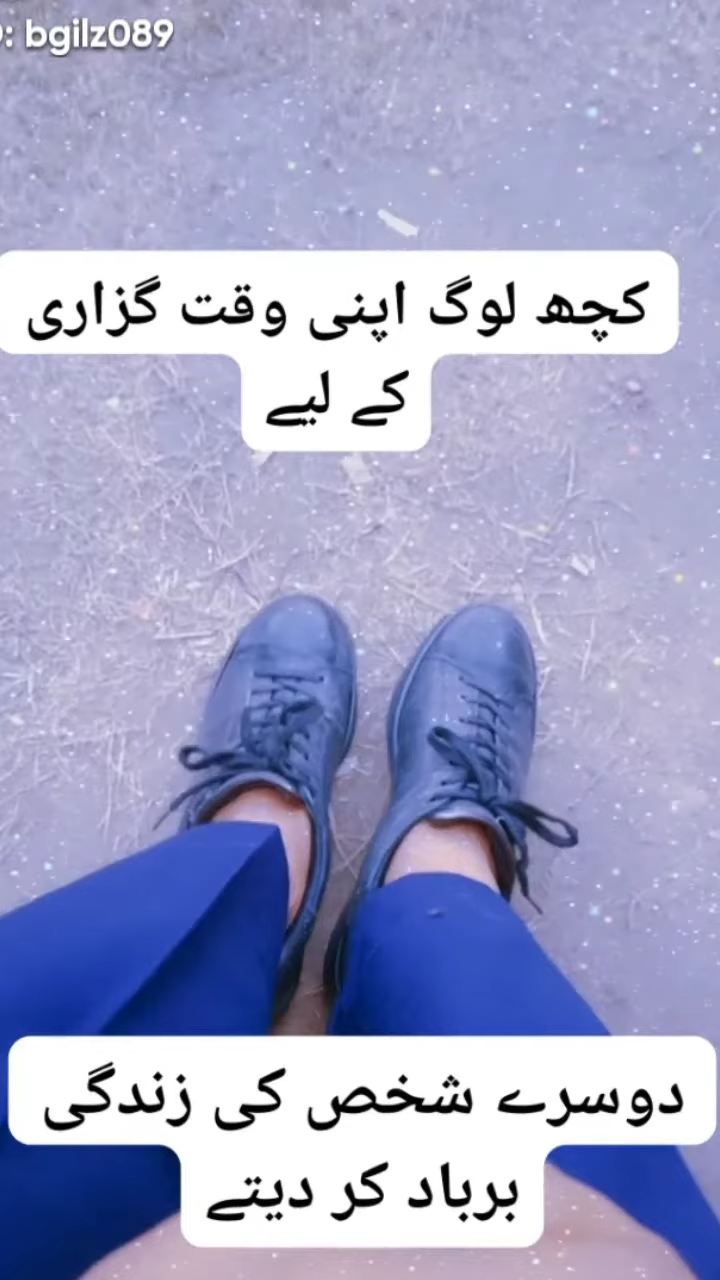 : bgilz089
کچھ لوگ اپنی وقت گزاری
کے لیے
دوسرے شخص کی زندگی
برباد کر دیتے